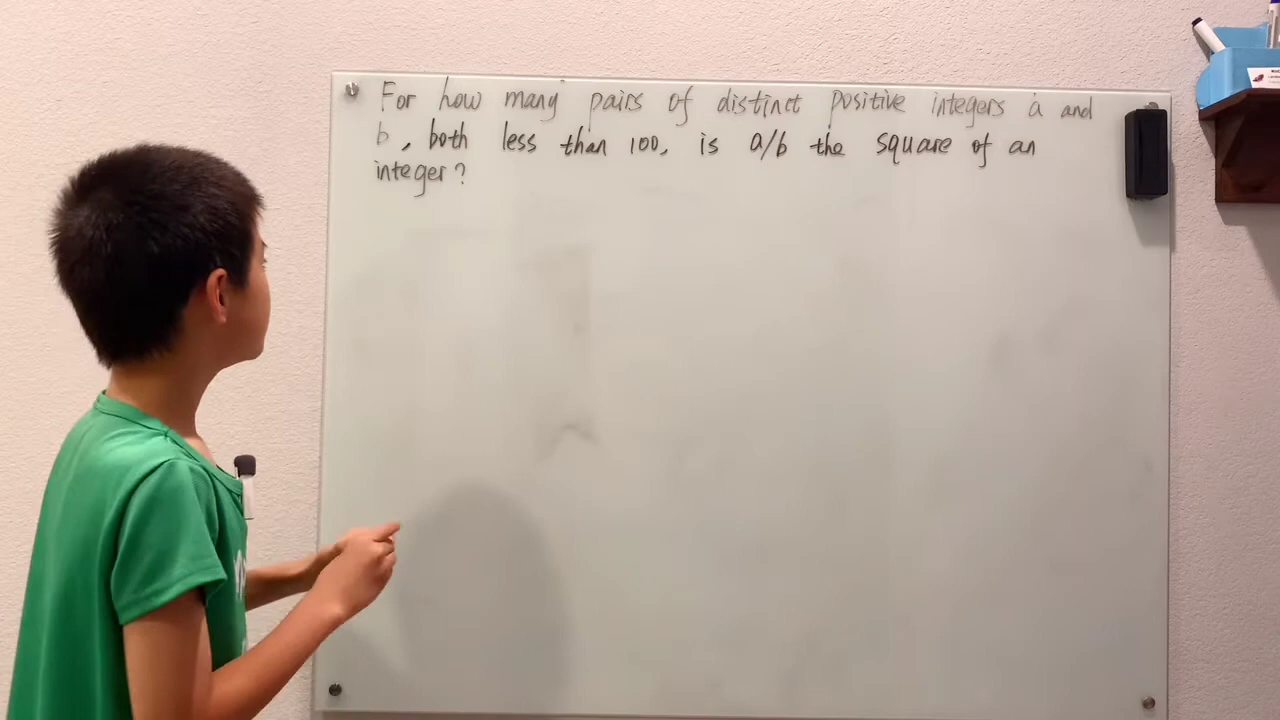 For how many pairs of distinct positive integers a and
b, both less than 100, is a/b the square of an
integer?